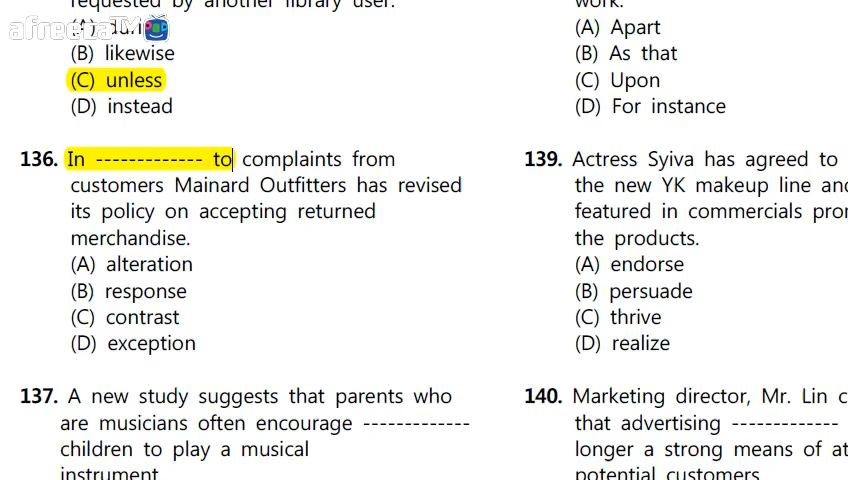 afreecaTV
requested by another library user.
(B) likewise
(C) unless
(D) instead
136. In ------------- to complaints from
customers Mainard Outfitters has revised
its policy on accepting returned
merchandise.
(A) alteration
(B) response
(C) contrast
(D) exception
137. A new study suggests that parents who
are musicians often encourage -------------
children to play a musical
instrument
work.
(A) Apart
(B) As that
(C) Upon
(D) For instance
139. Actress Syiva has agreed to
the new YK makeup line and
featured in commercials
the products.
(A) endorse
(B) persuade
(C) thrive
(D) realize
140. Marketing director, Mr. Lin
that advertising -------------
longer a strong means of
potential customers